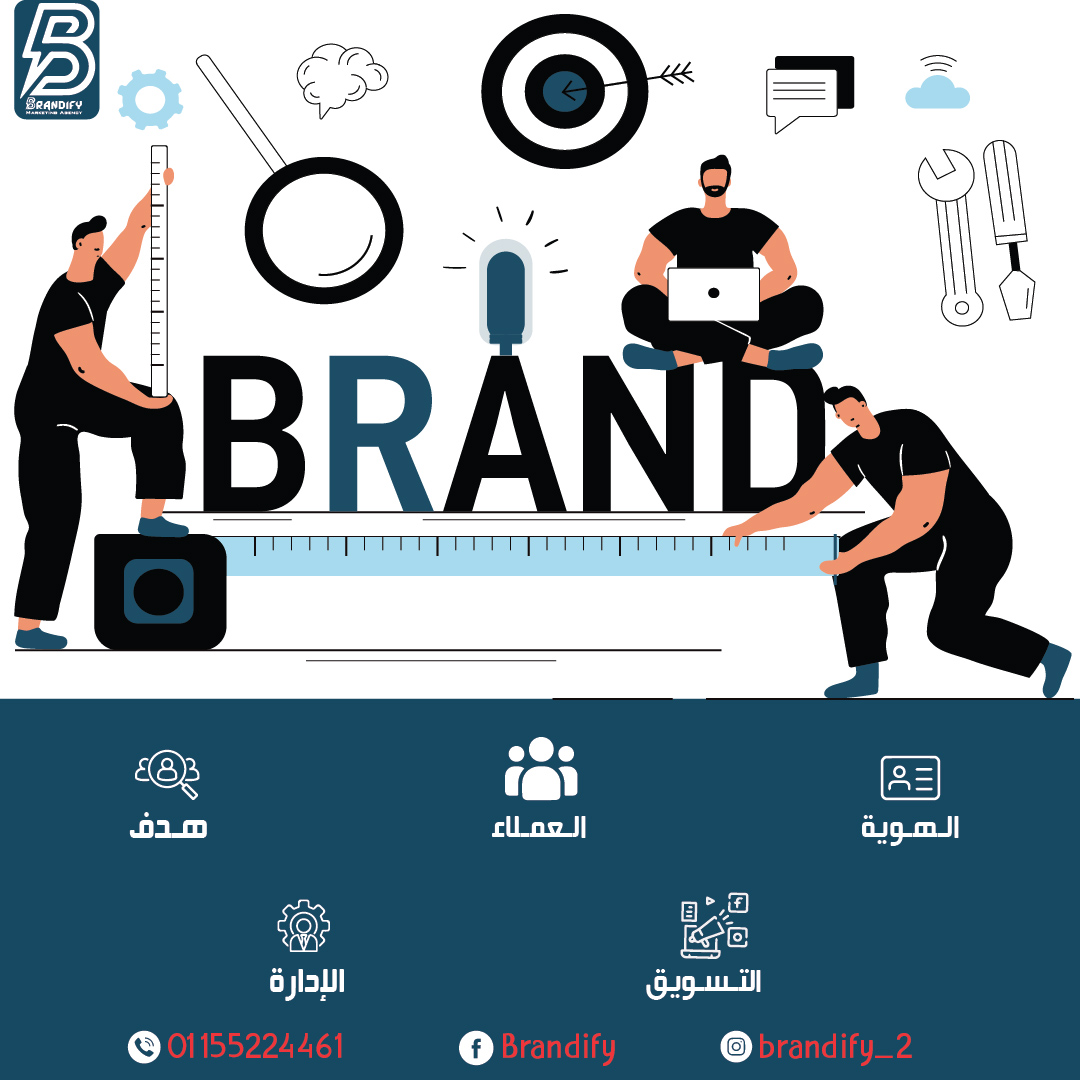 BRANDIFY
MARKETING AGENCY
BRAND
الهوية
العملاء
هدف
التسويق
الإدارة
01155224461
Brandify
brandify_2